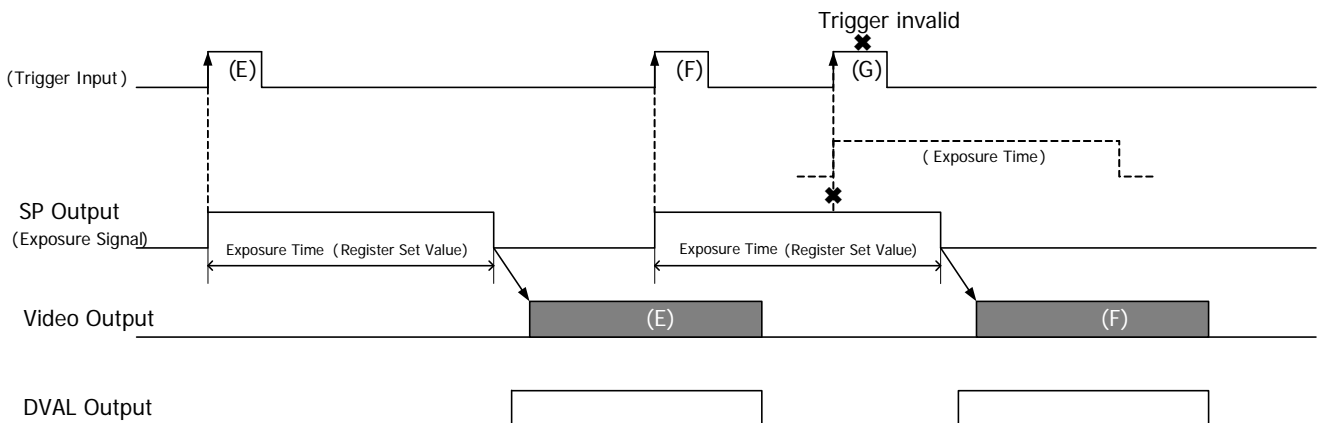 Trigger invalid
(E)
(F)
(G)
(Trigger Input)
( Exposure Time)
SP Output
(Exposure Signal)
Exposure Time (Register Set Value)
Exposure Time (Register Set Value)
Video Output
(E)
(F)
DVAL Output